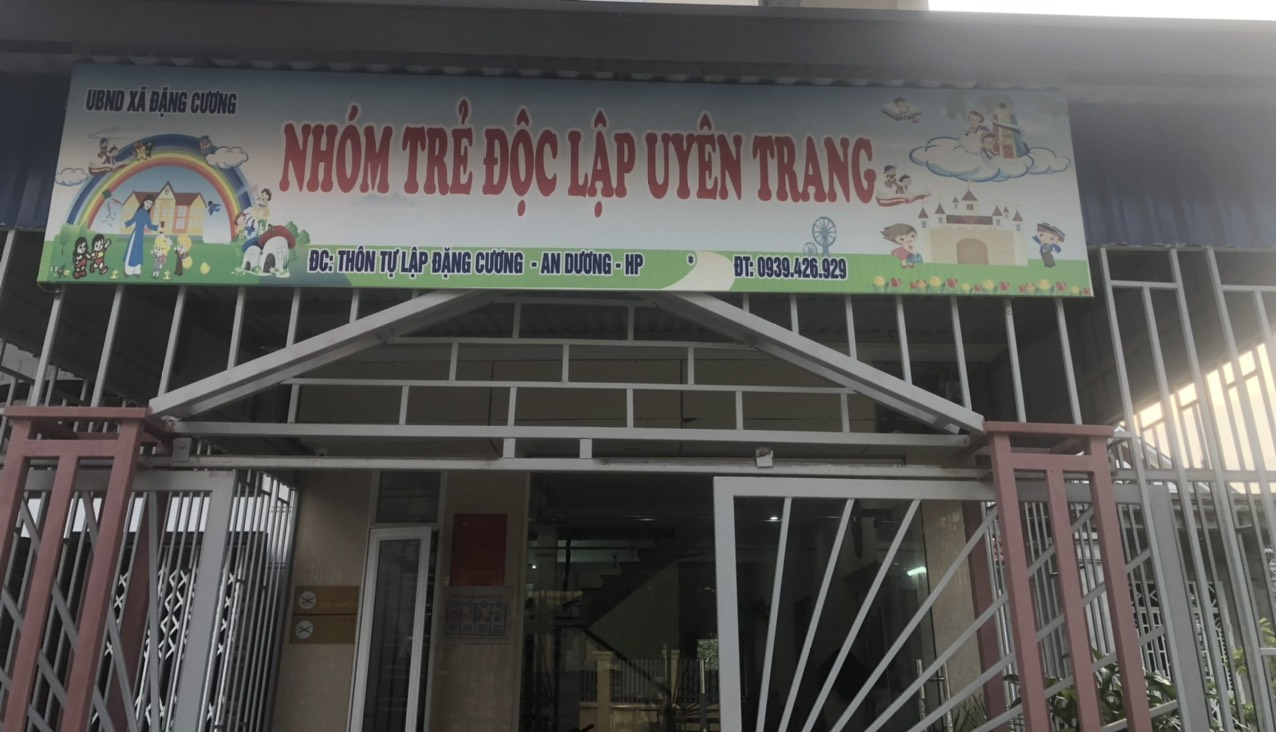 UBND XÃ ĐẶNG CƯƠNG
NHÓM TRẺ ĐỘC LẬP UYÊN TRANG
ĐC: THÔN TỰ LẬP ĐẶNG CƯƠNG - AN DƯƠNG - HP * ĐT: 0939.426.929